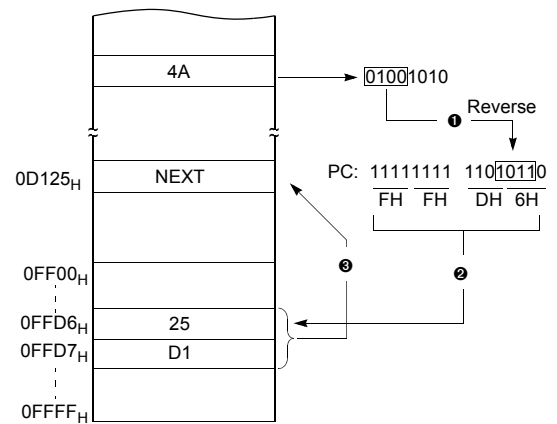 4A
01001010
❶
Reverse
0D125H
NEXT
PC: 11111111 11010110
FH FH DH 6H
❸
❷
0FF00H
0FFD6H
25
0FFD7H
D1
0FFFFH